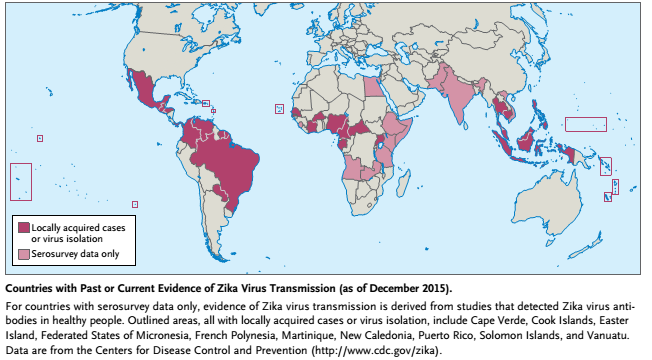 Locally acquired cases
or virus isolation
Serosurvey data only
Countries with Past or Current Evidence of Zika Virus Transmission (as of December 2015).
For countries with serosurvey data only, evidence of Zika virus transmission is derived from studies that detected Zika virus anti-
bodies in healthy people. Outlined areas, all with locally acquired cases or virus isolation, include Cape Verde, Cook Islands, Easter
Island, Federated States of Micronesia, French Polynesia, Martinique, New Caledonia, Puerto Rico, Solomon Islands, and Vanuatu.
Data are from the Centers for Disease Control and Prevention (http://www.cdc.gov/zika).